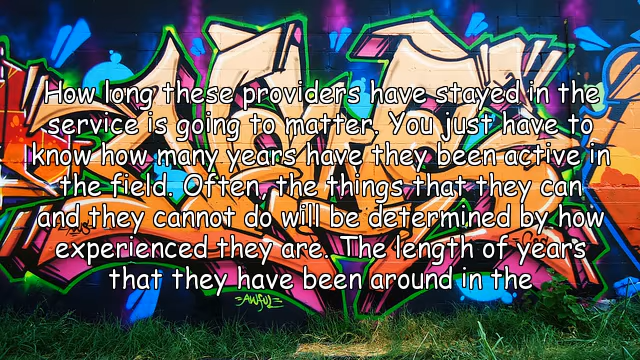 How long these providers have stayed in the
service is going to matter. You just have to
know how many years have they been active in
the field. Often, the things that they can
and they cannot do will be determined by how
experienced they are. The length of years
that they have been around in the
=AWFUL=